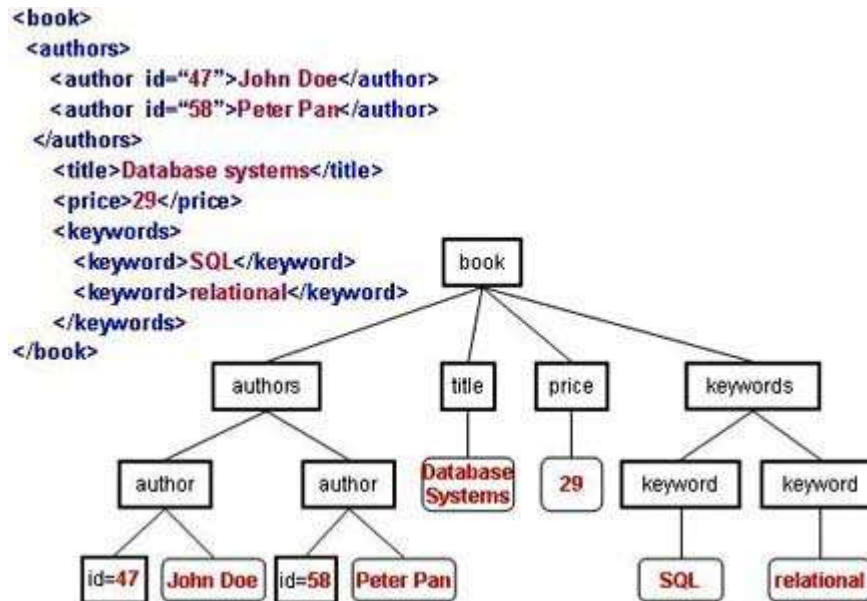 <book>
<authors>
<author id=“47”>John Doe</author>
<author id=“58”>Peter Pan</author>
</authors>
<title>Database systems</title>
<price>29</price>
<keywords>
<keyword>SQL</keyword>
<keyword>relational</keyword>
</keywords>
</book>
book
authors
title
price
keywords
author
author
Database
Systems
29
keyword
keyword
id=47
John Doe
id=58
Peter Pan
SQL
relational